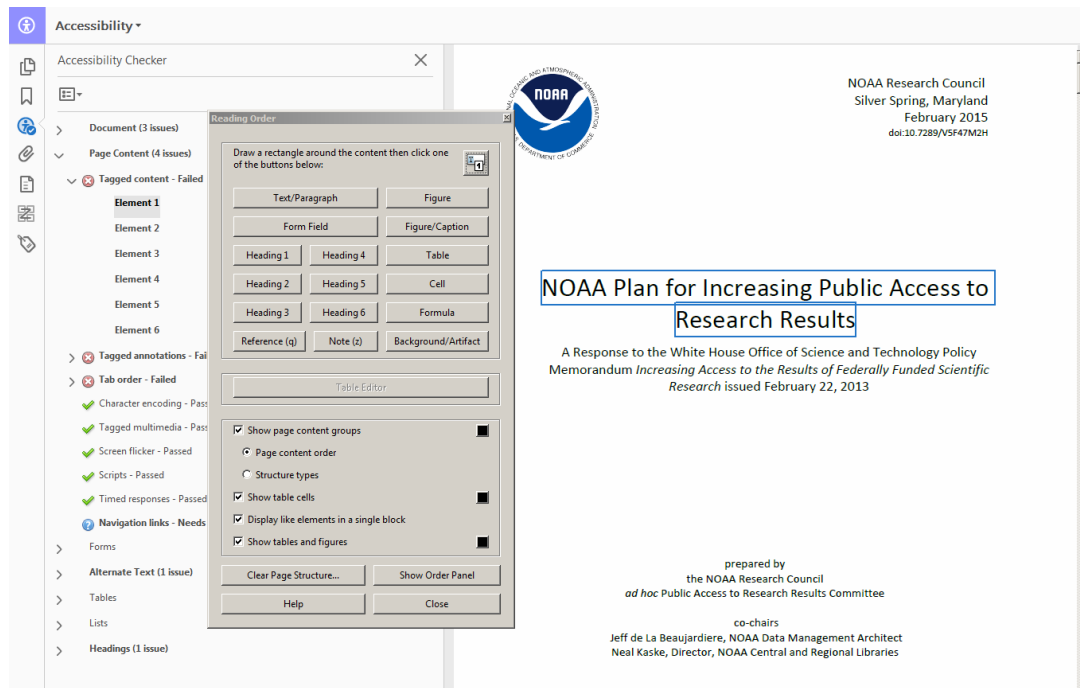 Accessibility
Accessibility Checker
Document (3 issues)
Page Content (4 issues)
Tagged content - Failed
Element 1
Element 2
Element 3
Element 4
Element 5
Element 6
Tagged annotations - Fai
Tab order - Failed
Character encoding - Pas
Tagged multimedia - Pas
Screen flicker - Passed
Scripts - Passed
Timed responses - Passed
Navigation links - Needs
Forms
Alternate Text (1 issue)
Tables
Lists
Headings (1 issue)
Reading Order
Draw a rectangle around the content then click one
of the buttons below:
Text/Paragraph Figure
Form Field Figure/Caption
Heading 1 Heading 4 Table
Heading 2 Heading 5 Cell
Heading 3 Heading 6 Formula
Reference (q) Note (z) Background/Artifact
Table Editor
Show page content groups
Page content order
Structure types
Show table cells
Display like elements in a single block
Show tables and figures
Clear Page Structure... Show Order Panel
Help Close
NOAA
NOAA Research Council
Silver Spring, Maryland
February 2015
doi:10.7289/V5F47M2H
NOAA Plan for Increasing Public Access to
Research Results
A Response to the White House Office of Science and Technology Policy
Memorandum Increasing Access to the Results of Federally Funded Scientific
Research issued February 22, 2013
prepared by
the NOAA Research Council
ad hoc Public Access to Research Results Committee
co-chairs
Jeff de La Beaujardiere, NOAA Data Management Architect
Neal Kaske, Director, NOAA Central and Regional Libraries